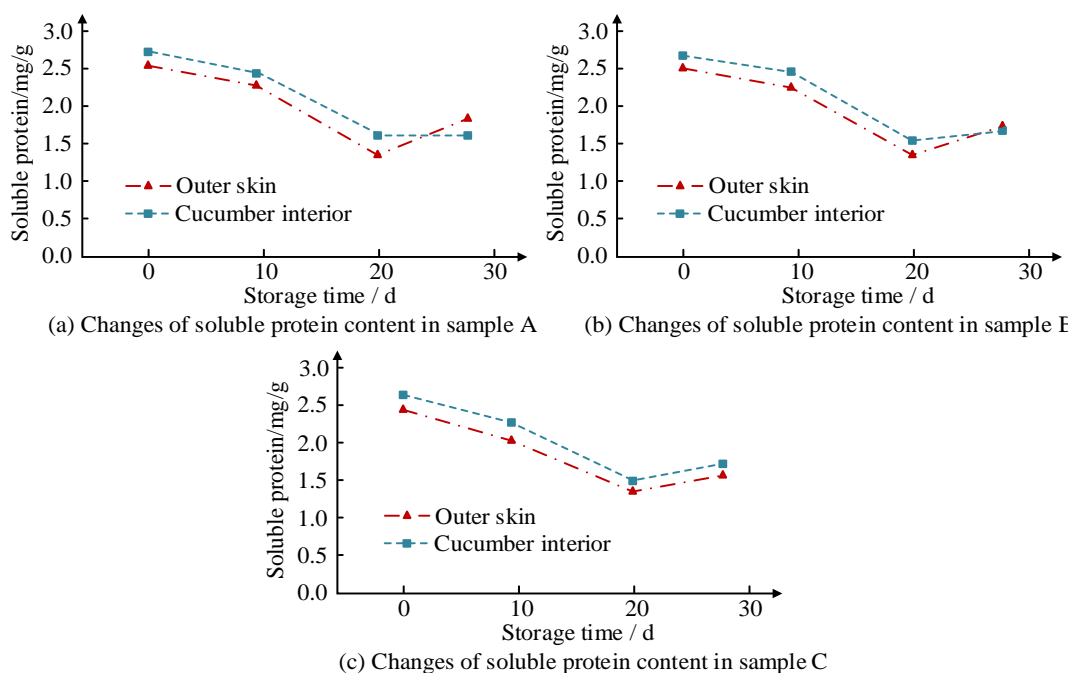 Soluble protein/mg/g
3.0
2.5
2.0
1.5
1.0
0.5
0.0
Outer skin
Cucumber interior
0 10 20 30
Storage time / d
(a) Changes of soluble protein content in sample A
Soluble protein/mg/g
3.0
2.5
2.0
1.5
1.0
0.5
0.0
Outer skin
Cucumber interior
0 10 20 30
Storage time / d
(b) Changes of soluble protein content in sample B
Soluble protein/mg/g
3.0
2.5
2.0
1.5
1.0
0.5
0.0
Outer skin
Cucumber interior
0 10 20 30
Storage time / d
(c) Changes of soluble protein content in sample C